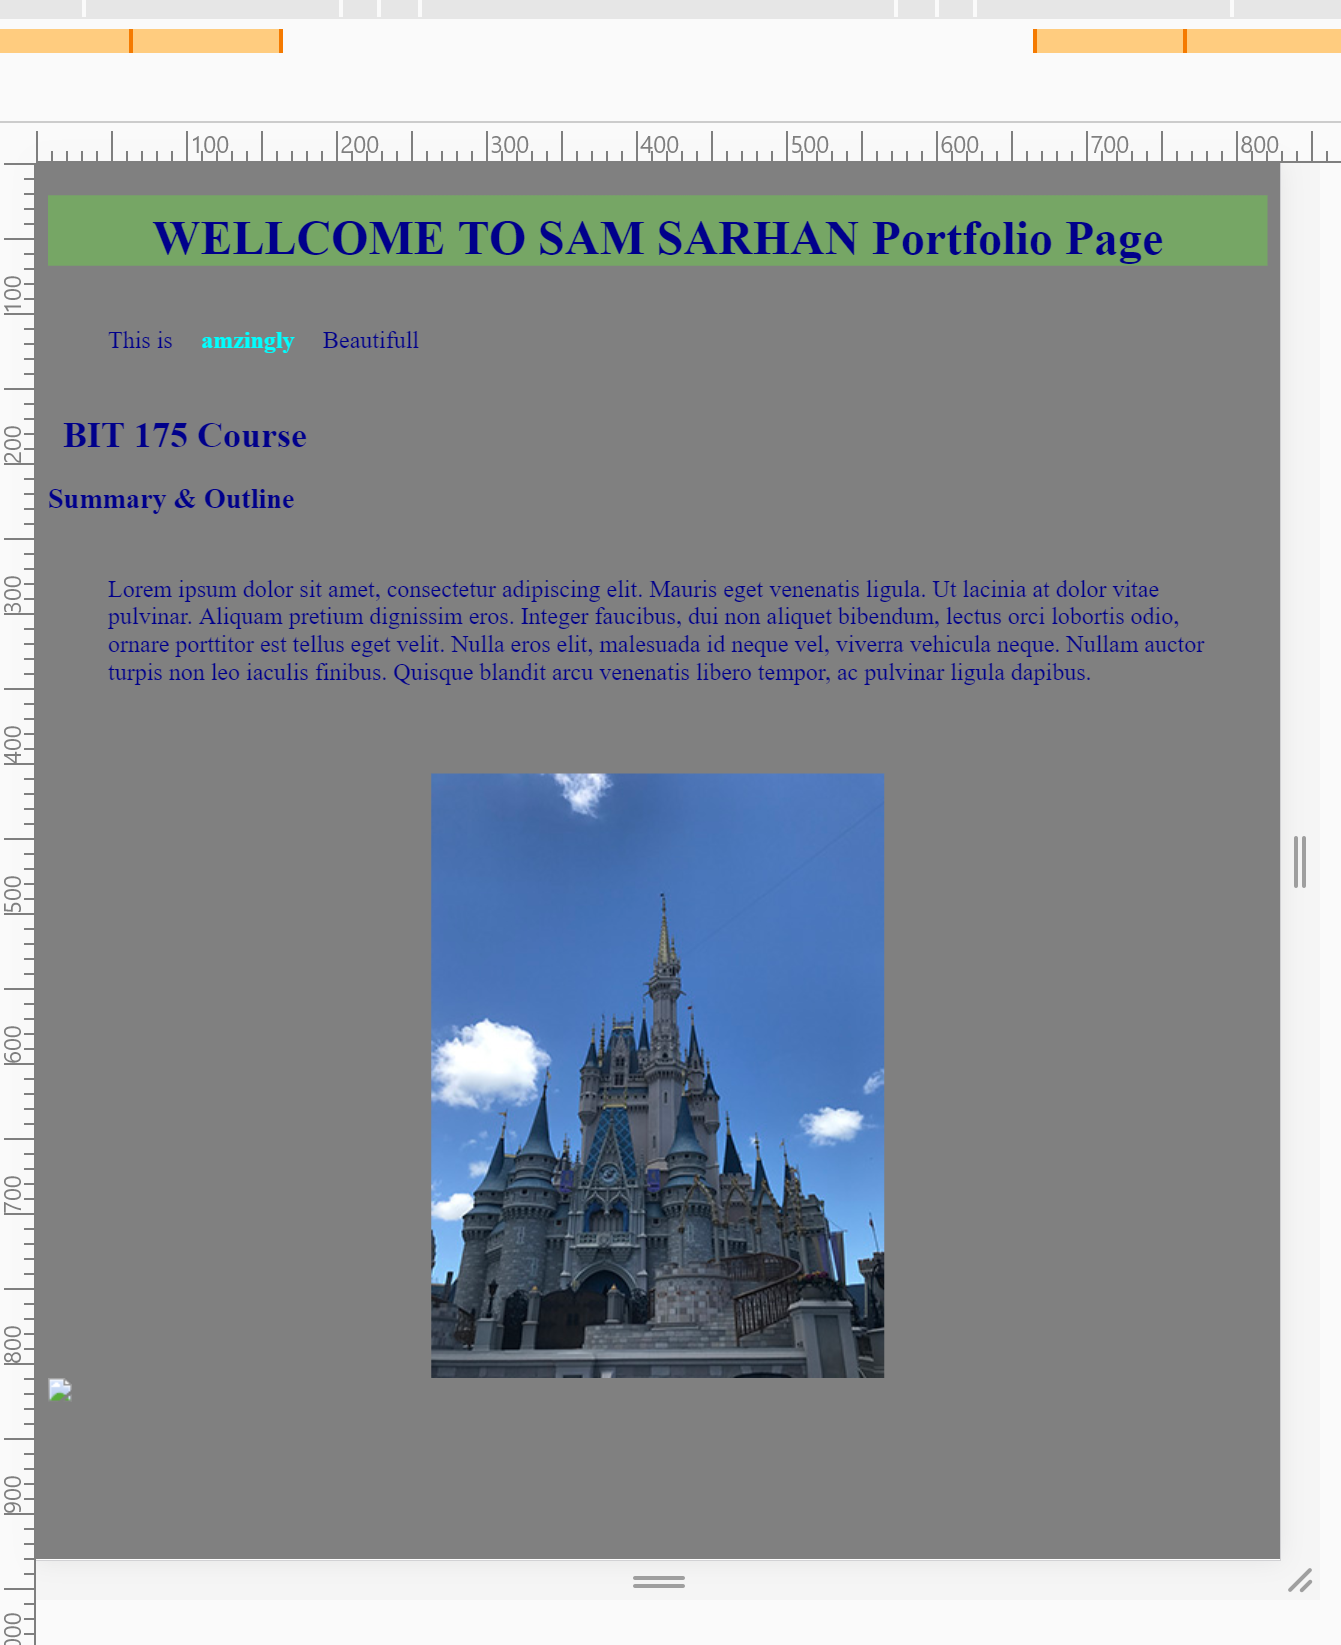 100 200 300 400 500 600 700 800
WELLCOME TO SAM SARHAN Portfolio Page
100
This is amzingly Beautifull
BIT 175 Course
200
Summary & Outline
300
Lorem ipsum dolor sit amet, consectetur adipiscing elit. Mauris eget venenatis ligula. Ut lacinia at dolor vitae
pulvinar. Aliquam pretium dignissim eros. Integer faucibus, dui non aliquet bibendum, lectus orci lobortis odio,
ornare porttitor est tellus eget velit. Nulla eros elit, malesuada id neque vel, viverra vehicula neque. Nullam auctor
turpis non leo iaculis finibus. Quisque blandit arcu venenatis libero tempor, ac pulvinar ligula dapibus.
400
500
600
700
800
900